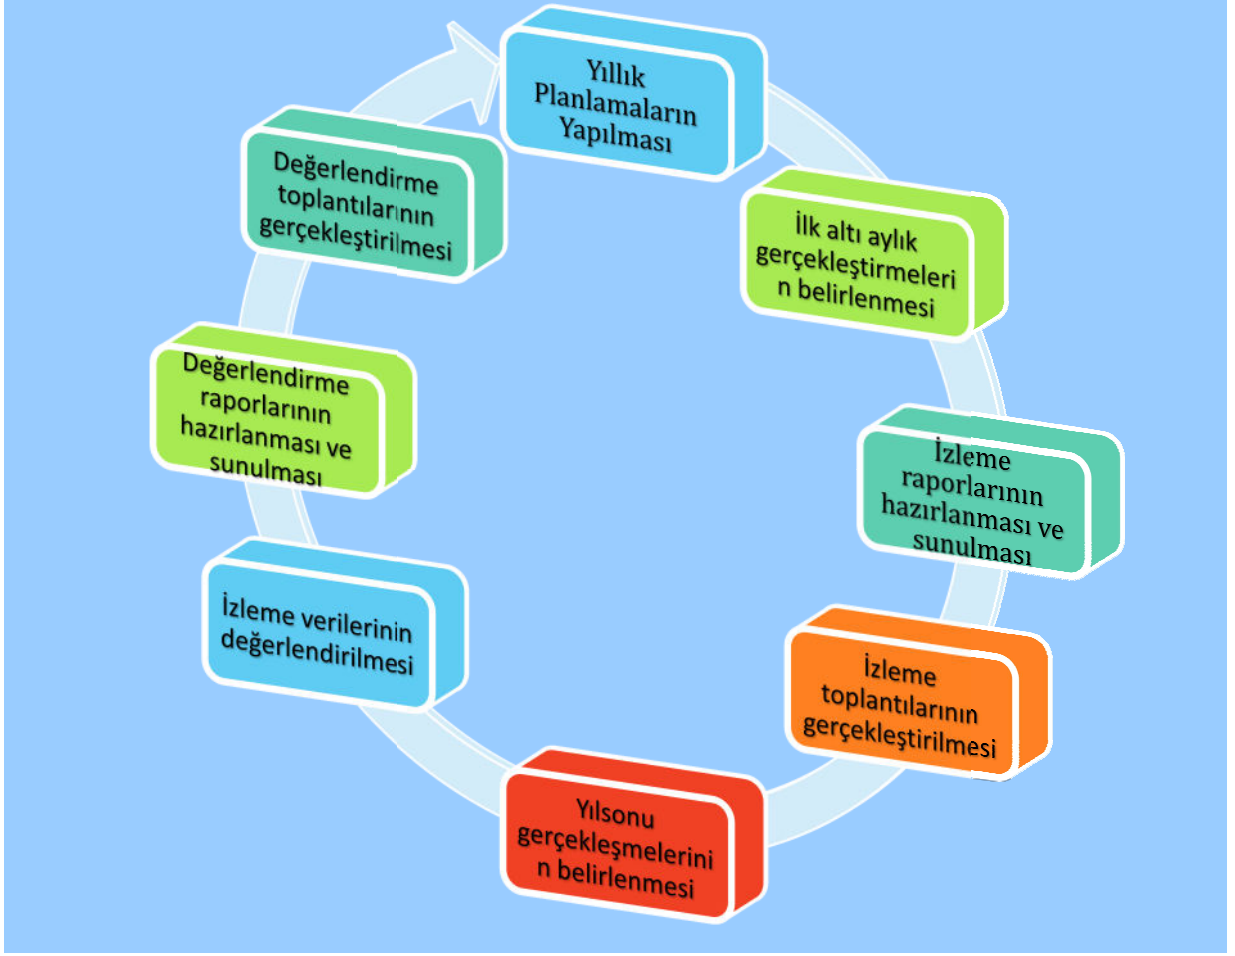 Yıllık
Planlamaların
Yapılması
İlk altı aylık
gerçekleştirmeleri
n belirlenmesi
İzleme
raporlarının
hazırlanması ve
sunulması
İzleme
toplantılarının
gerçekleştirilmesi
Yılsonu
gerçekleşmelerini
n belirlenmesi
İzleme verilerinin
değerlendirilmesi
Değerlendirme
raporlarının
hazırlanması ve
sunulması
Değerlendirme
toplantılarının
gerçekleştirilmesi